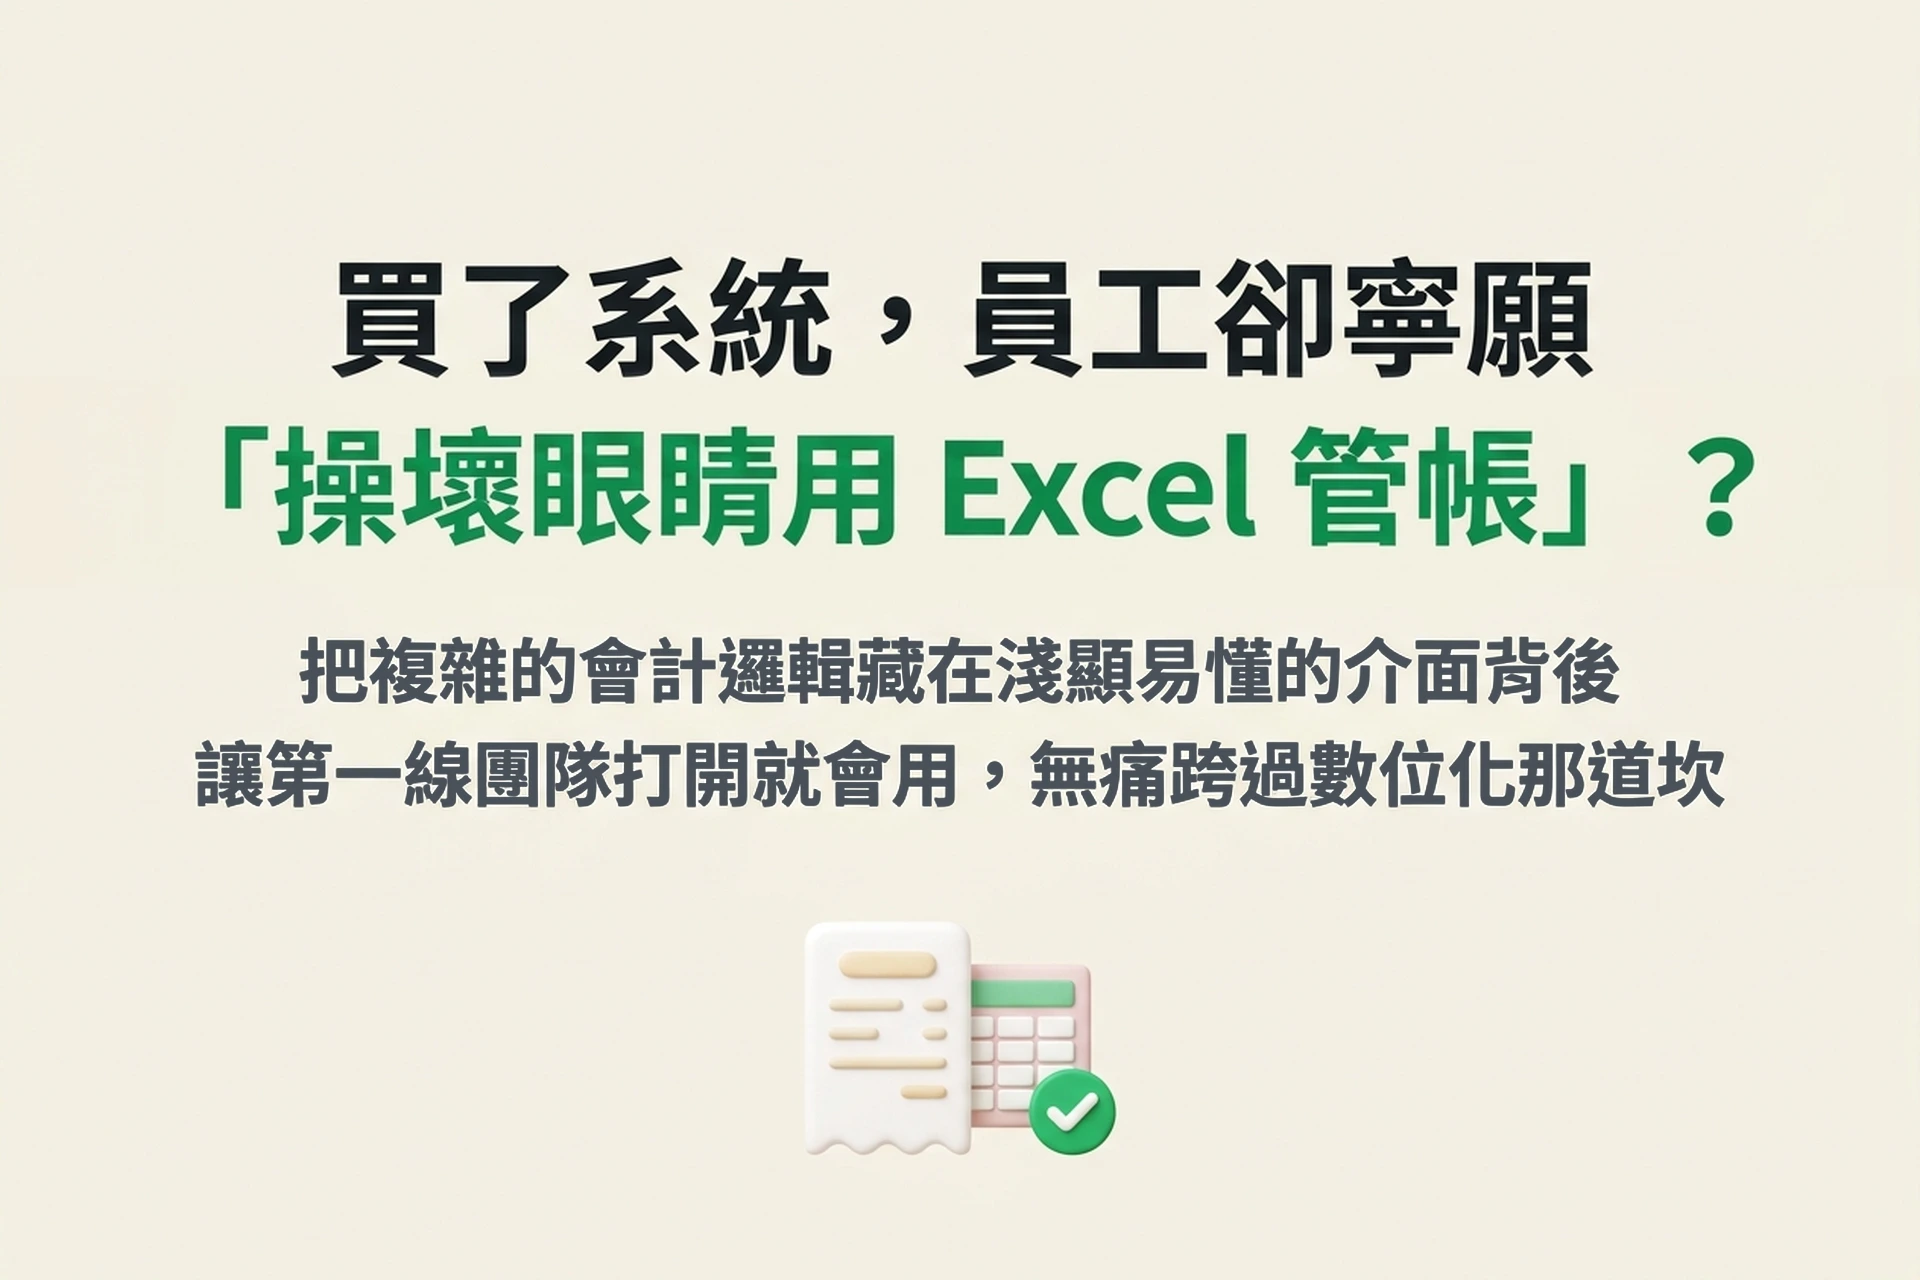 買了系統，員工卻寧願
「操壞眼睛用 Excel 管帳」？
把複雜的會計邏輯藏在淺顯易懂的介面背後
讓第一線團隊打開就會用，無痛跨過數位化那道坎